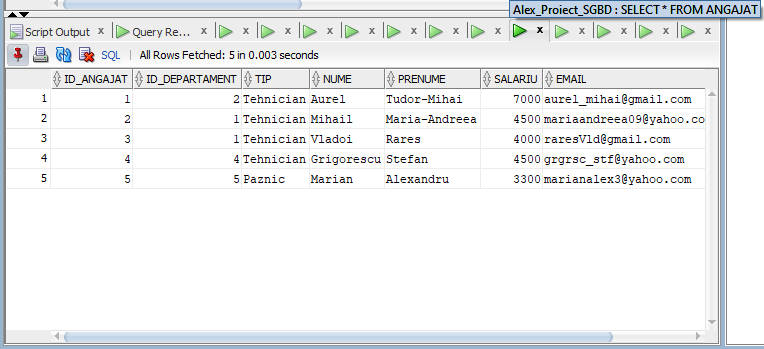 Alex_Proiect_SGBD : SELECT * FROM ANGAJAT
Script Output x Query Re... x x x x x x x x x x x x
SQL All Rows Fetched: 5 in 0.003 seconds
ID_ANGAJAT ID_DEPARTAMENT TIP NUME PRENUME SALARIU EMAIL
1 1 2 Tehnician Aurel Tudor-Mihai 7000 aurel_mihai@gmail.com
2 2 1 Tehnician Mihail Maria-Andreea 4500 mariaandreea09@yahoo.co
3 3 1 Tehnician Vladoi Rares 4000 raresVld@gmail.com
4 4 4 Tehnician Grigorescu Stefan 4500 grgrsc_stf@yahoo.com
5 5 5 Paznic Marian Alexandru 3300 marianalex3@yahoo.com